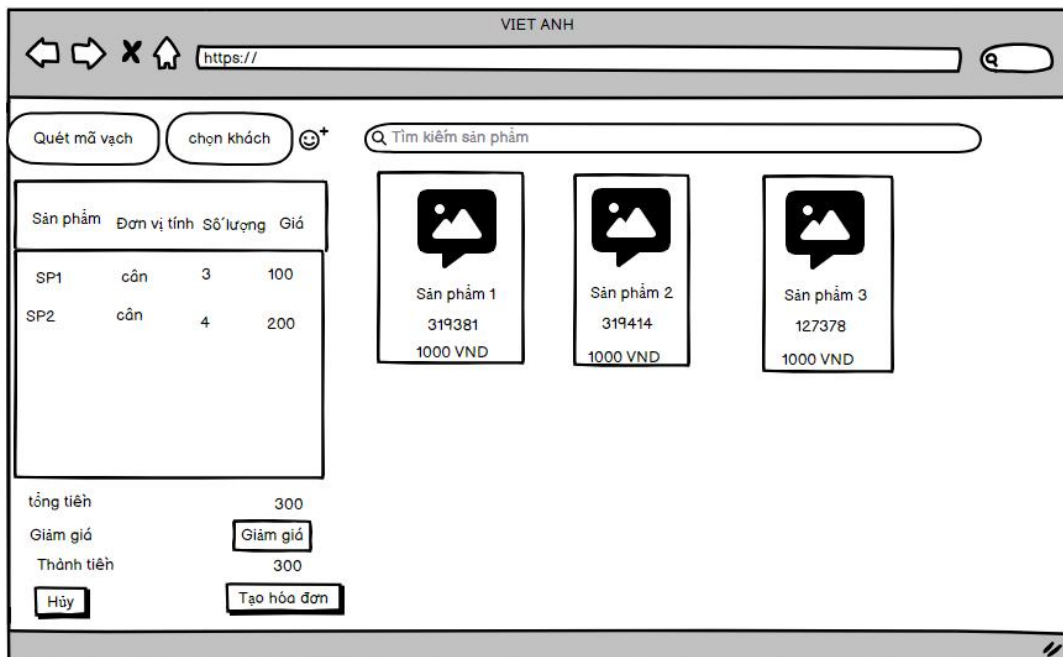 VIET ANH
https://
Quét mã vạch
chọn khách
Tìm kiếm sản phẩm
Sản phẩm Đơn vị tính Số lượng Giá
SP1 cân 3 100
SP2 cân 4 200
tổng tiền 300
Giảm giá Giảm giá
Thành tiền 300
Hủy Tạo hóa đơn
Sản phẩm 1
319381
1000 VND
Sản phẩm 2
319414
1000 VND
Sản phẩm 3
127378
1000 VND